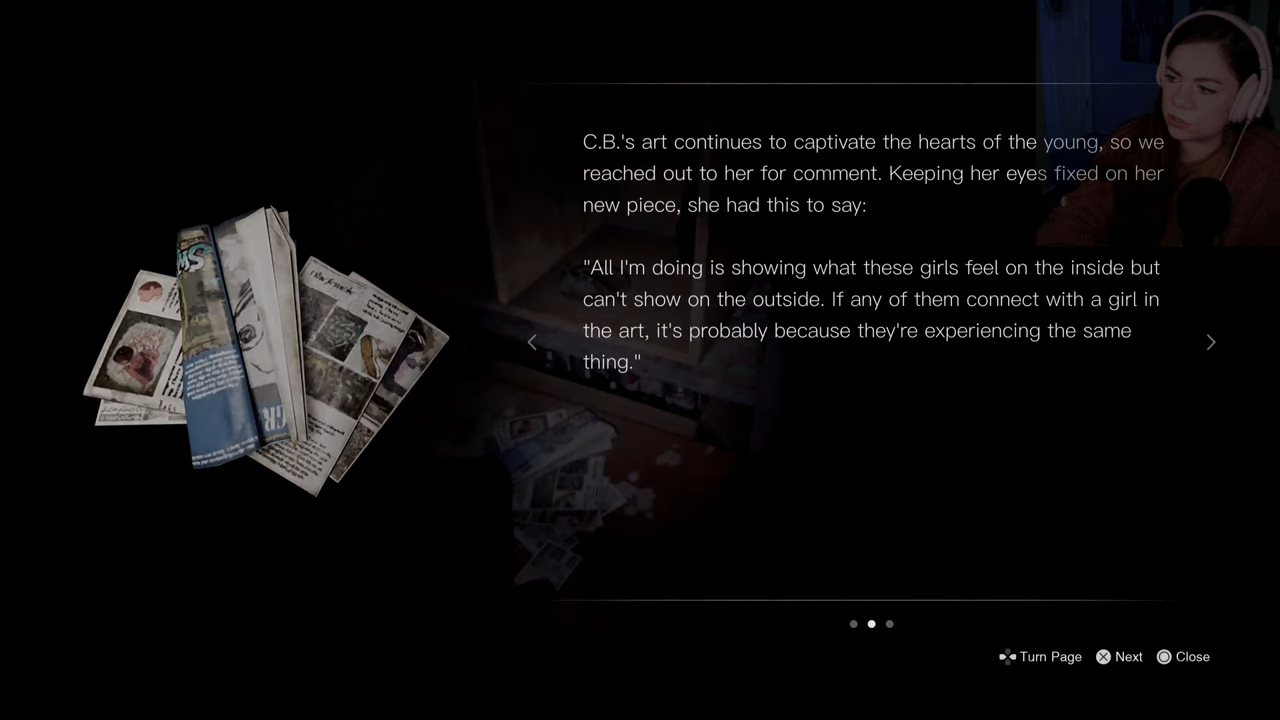 C.B.'s art continues to captivate the hearts of the young, so we
reached out to her for comment. Keeping her eyes fixed on her
new piece, she had this to say:
"All I'm doing is showing what these girls feel on the inside but
can't show on the outside. If any of them connect with a girl in
the art, it's probably because they're experiencing the same
thing."
Turn Page Next Close